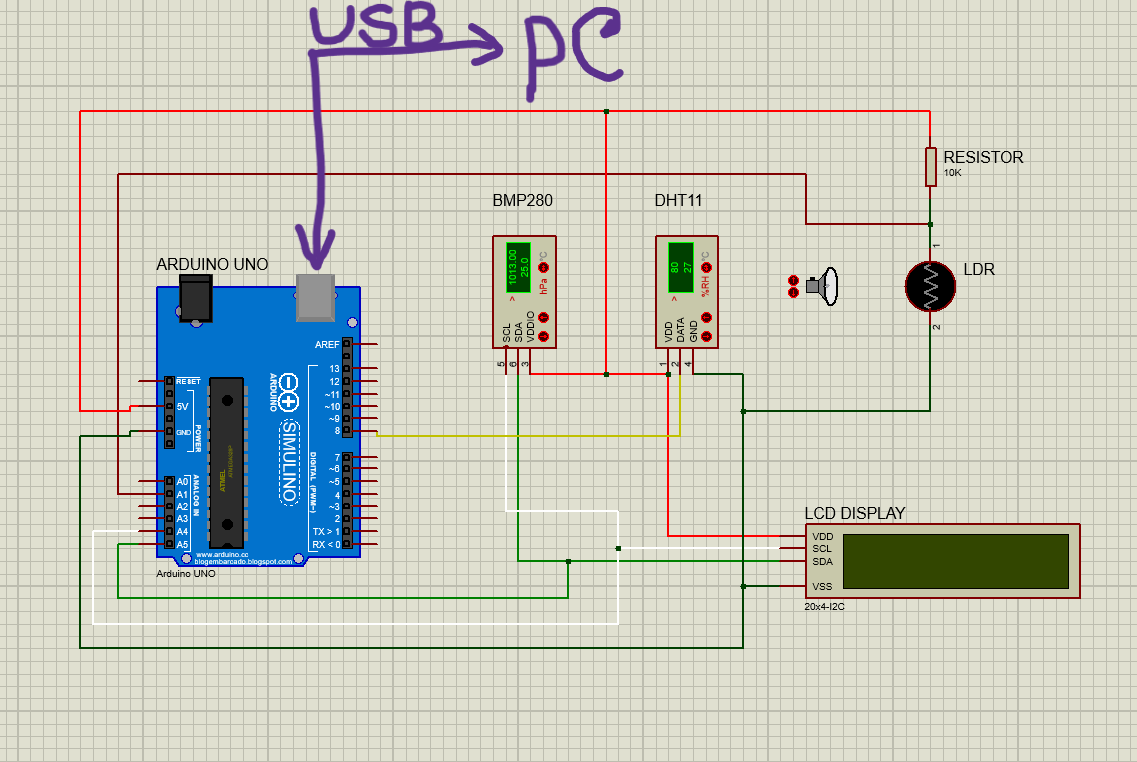 USB
PC
RESISTOR
10K
BMP280
DHT11
ARDUINO UNO
LDR
1013.00
25.0
°C
hPa
>
80
27
°C
%RH
>
SCL
SDA
VDDIO
VDD
DATA
GND
5
6
3
1
2
4
1
2
AREF
13
12
~11
~10
~9
8
RESET
5V
GND
POWER
ARDUINO
SIMULINO
ATMEL
DIGITAL (PWM~)
7
~6
~5
4
~3
2
TX > 1
RX < 0
A0
A1
A2
A3
A4
A5
ANALOG IN
www.arduino.cc
blogembarcado.blogspot.com
Arduino UNO
LCD DISPLAY
VDD
SCL
SDA
VSS
20x4-I2C